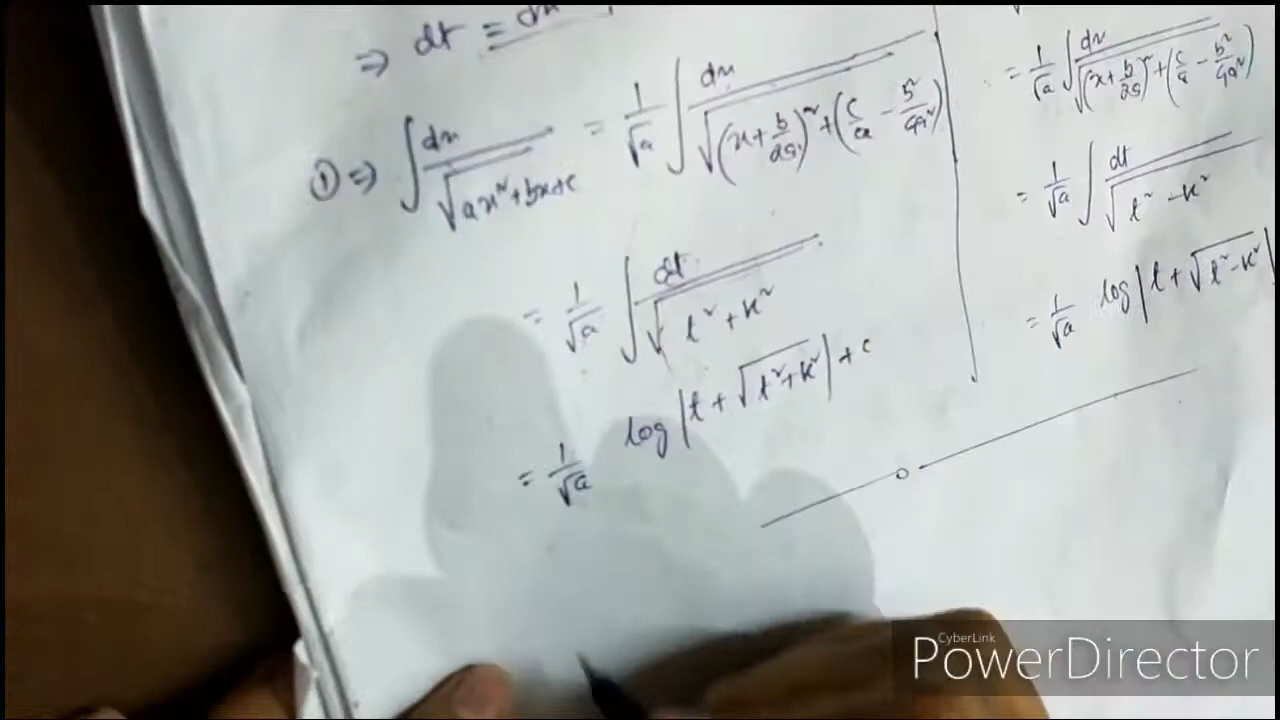 ⇒ dt = dx
① ⇒ ∫ dx / √(ax² + bx + c) = 1/√a ∫ dx / √((x + b/2a)² + (c/a − b²/4a²))
= 1/√a ∫ dt / √(t² + k²)
= 1/√a log |t + √(t² + k²)| + c
= 1/√a ∫ dx / √((x + b/2a)² + (c/a − b²/4a²))
= 1/√a ∫ dt / √(t² − k²)
= 1/√a log |t + √(t² − k²)|
CyberLink
PowerDirector